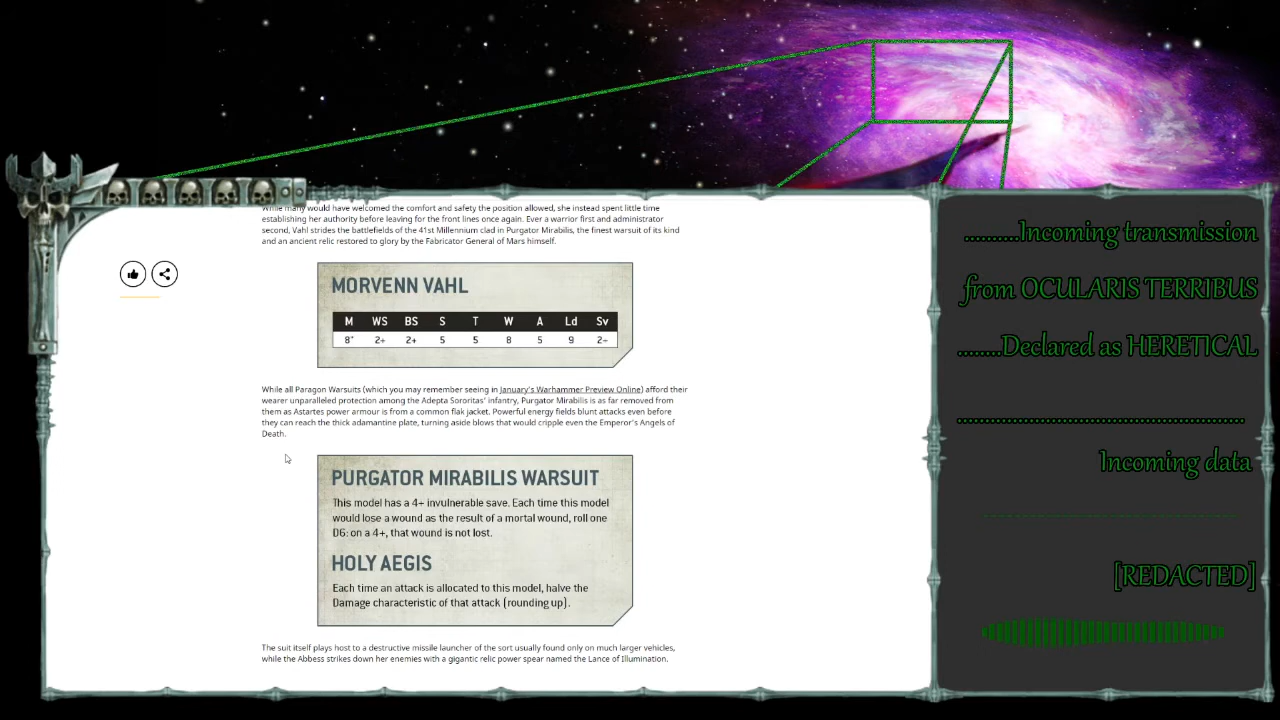 While many would have welcomed the comfort and safety the position allowed, she instead spent little time
establishing her authority before leaving for the front lines once again. Ever a warrior first and administrator
second, Vahl strides the battlefields of the 41st Millennium clad in Purgator Mirabilis, the finest warsuit of its kind
and an ancient relic restored to glory by the Fabricator General of Mars himself.
MORVENN VAHL
M WS BS S T W A Ld Sv
8" 2+ 2+ 5 5 8 5 9 2+
While all Paragon Warsuits (which you may remember seeing in January's Warhammer Preview Online) afford their
wearer unparalleled protection among the Adepta Sororitas' infantry, Purgator Mirabilis is as far removed from
them as Astartes power armour is from a common flak jacket. Powerful energy fields blunt attacks even before
they can reach the thick adamantine plate, turning aside blows that would cripple even the Emperor's Angels of
Death.
PURGATOR MIRABILIS WARSUIT
This model has a 4+ invulnerable save. Each time this model
would lose a wound as the result of a mortal wound, roll one
D6: on a 4+, that wound is not lost.
HOLY AEGIS
Each time an attack is allocated to this model, halve the
Damage characteristic of that attack (rounding up).
The suit itself plays host to a destructive missile launcher of the sort usually found only on much larger vehicles,
while the Abbess strikes down her enemies with a gigantic relic power spear named the Lance of Illumination.
..........Incoming transmission
from OCULARIS TERRIBUS
........Declared as HERETICAL
.....................................................
Incoming data
[REDACTED]